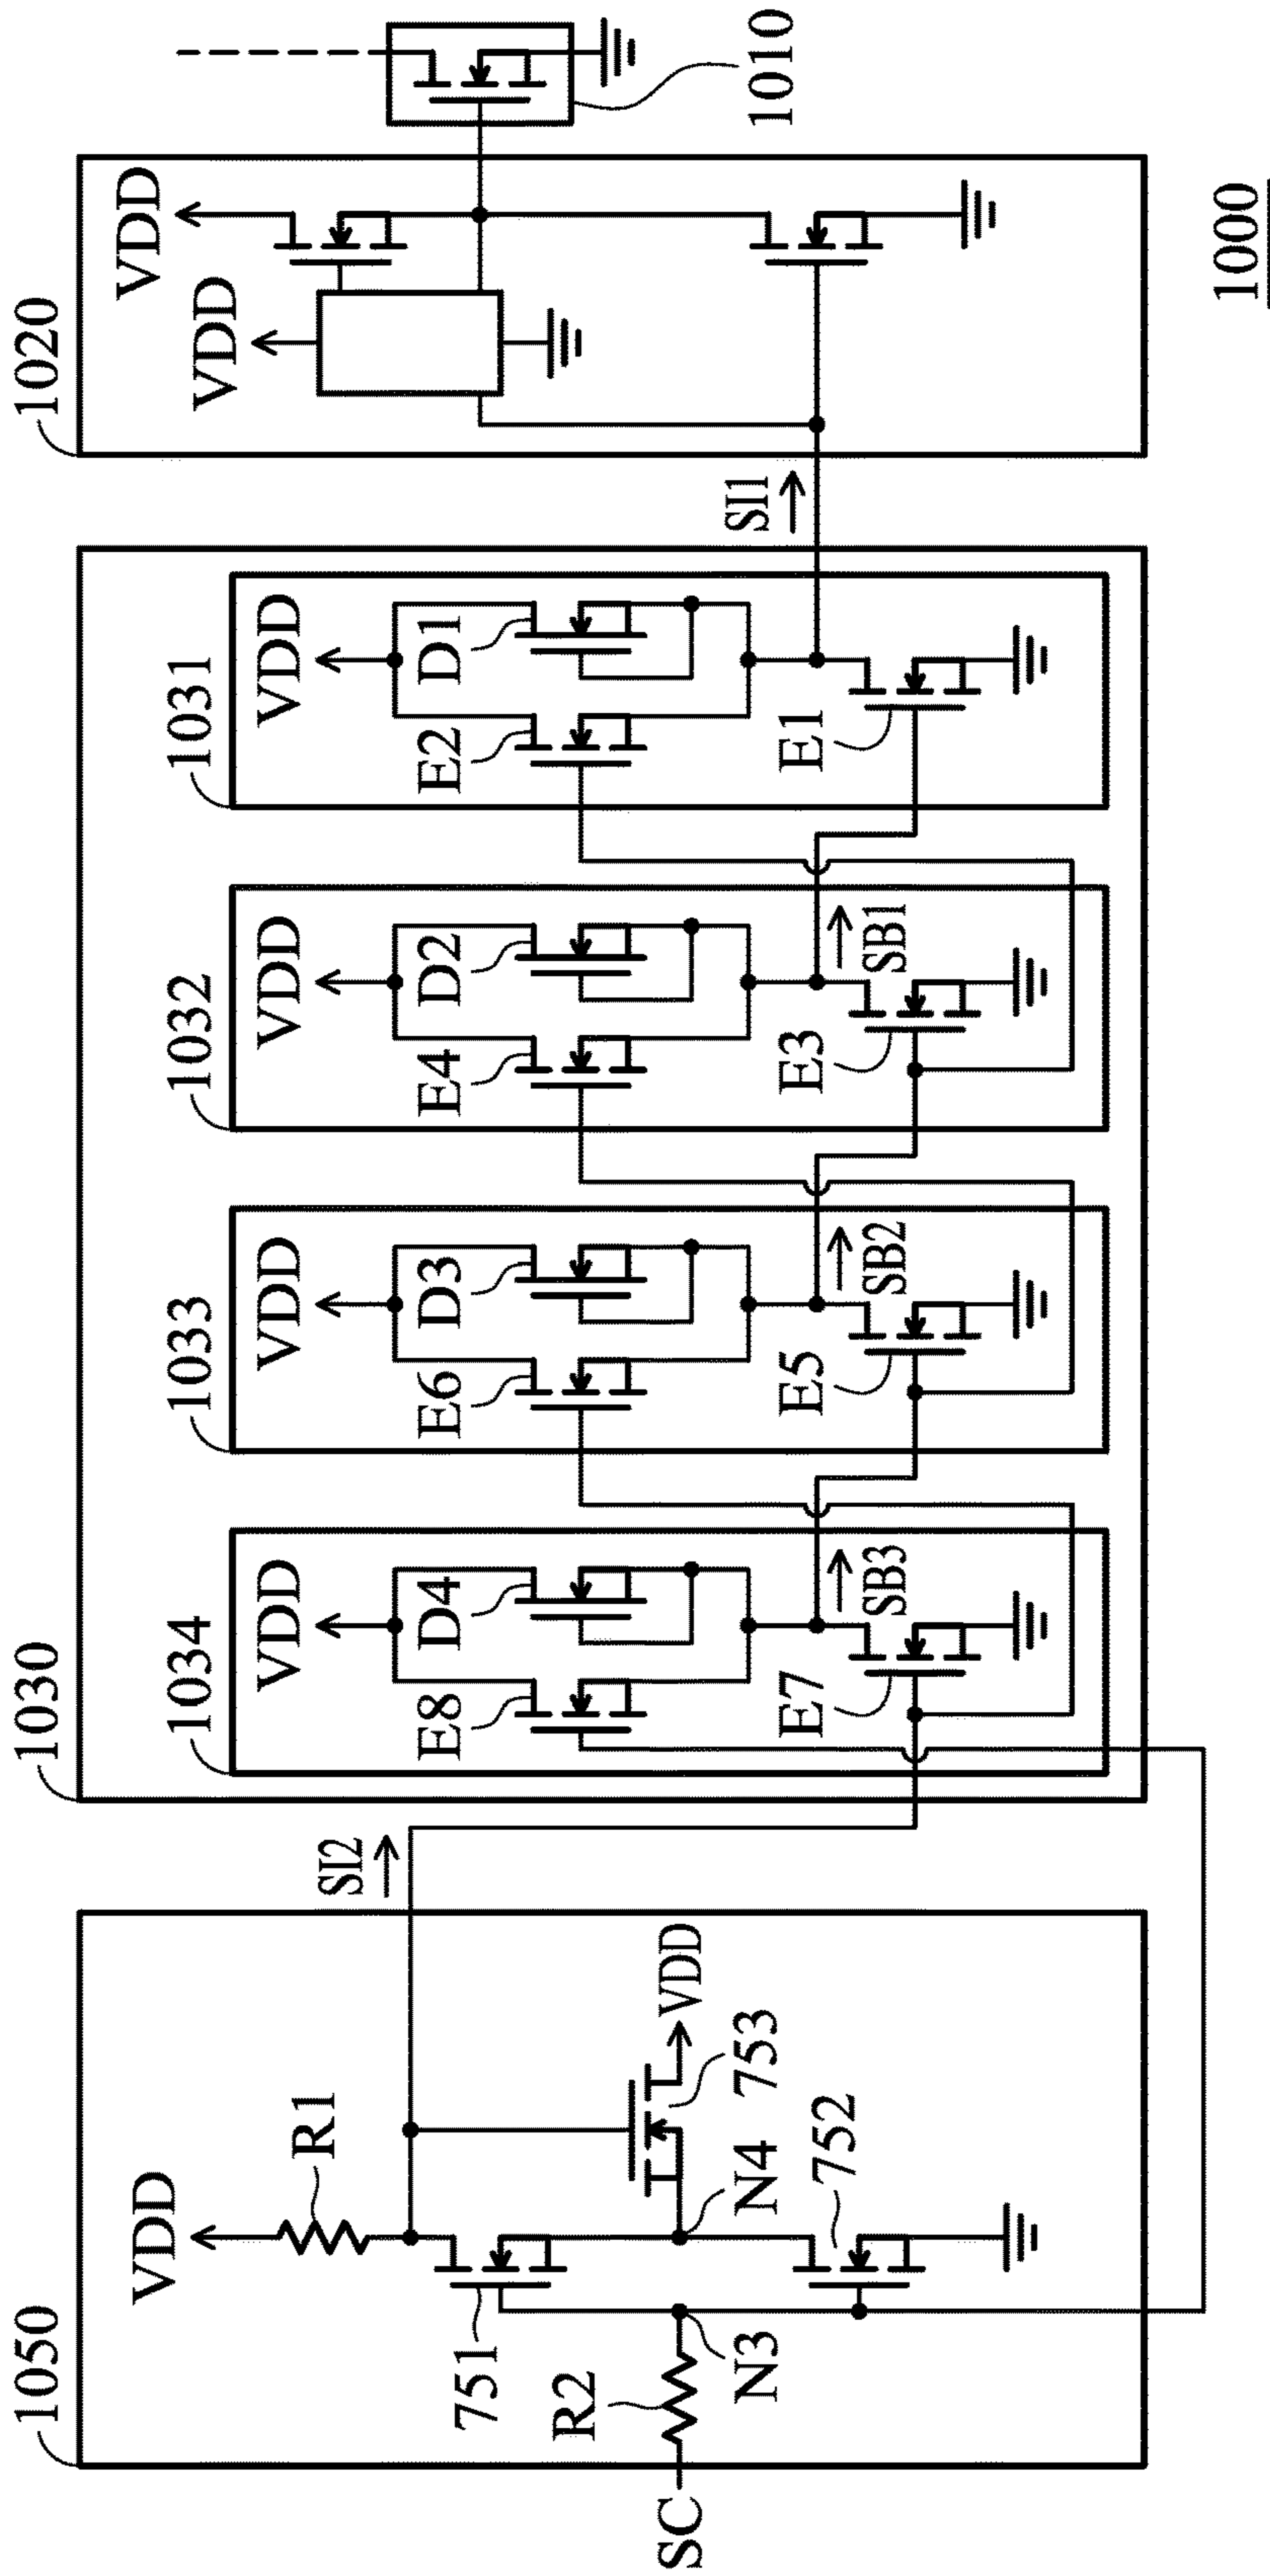 1050
VDD
R1
751
R2
SC
N3
N4
752
753
VDD
SI2
1030
1034
VDD
E8
D4
E7
SB3
1033
VDD
E6
D3
E5
SB2
1032
VDD
E4
D2
E3
SB1
1031
VDD
E2
D1
E1
SI1
1020
VDD
VDD
1010
1000